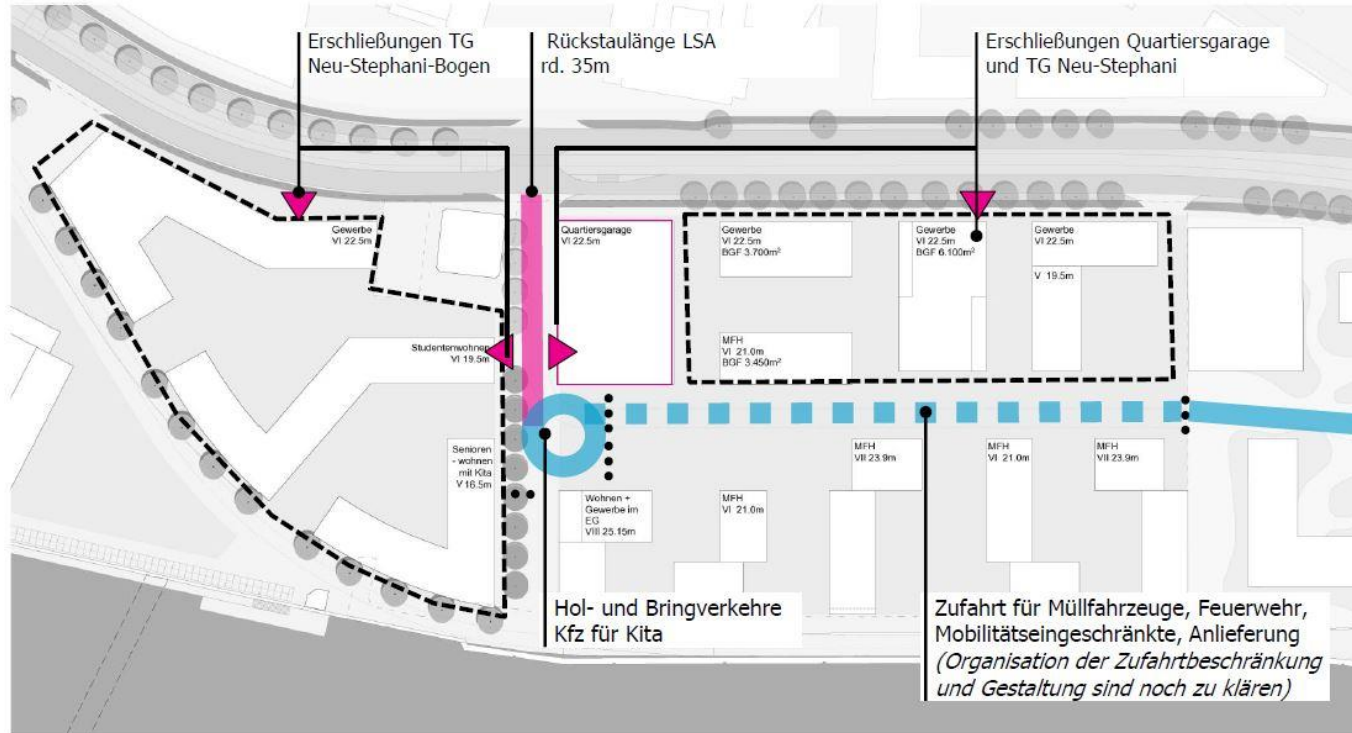 Erschließungen TG
Neu-Stephani-Bogen
Rückstaulänge LSA
rd. 35m
Erschließungen Quartiersgarage
und TG Neu-Stephani
Gewerbe
VI 22.5m
Quartiersgarage
VI 22.5m
Gewerbe
VI 22.5m
BGF 3.700m²
Gewerbe
VI 22.5m
BGF 6.100m²
Gewerbe
VI 22.5m
V 19.5m
Studentenwohnen
VI 19.5m
MFH
VI 21.0m
BGF 3.450m²
Senioren
- wohnen
mit Kita
V 16.5m
MFH
VII 23.9m
MFH
VI 21.0m
MFH
VII 23.9m
Wohnen +
Gewerbe im
EG
VIII 25.15m
MFH
VI 21.0m
Hol- und Bringverkehre
Kfz für Kita
Zufahrt für Müllfahrzeuge, Feuerwehr,
Mobilitätseingeschränkte, Anlieferung
(Organisation der Zufahrtbeschränkung
und Gestaltung sind noch zu klären)